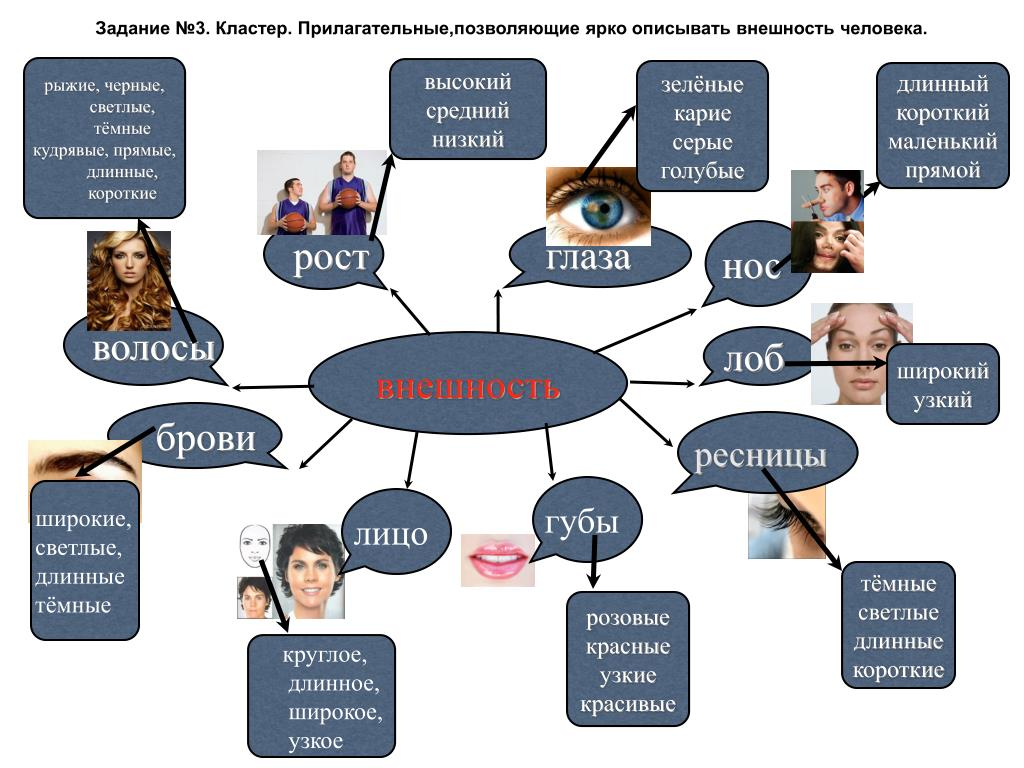 Задание №3. Кластер. Прилагательные,позволяющие ярко описывать внешность человека.
рыжие, черные,
светлые,
тёмные
кудрявые, прямые,
длинные,
короткие
высокий
средний
низкий
зелёные
карие
серые
голубые
длинный
короткий
маленький
прямой
рост
глаза
нос
волосы
лоб
широкий
узкий
внешность
брови
ресницы
широкие,
светлые,
длинные
тёмные
лицо
губы
тёмные
светлые
длинные
короткие
круглое,
длинное,
широкое,
узкое
розовые
красные
узкие
красивые